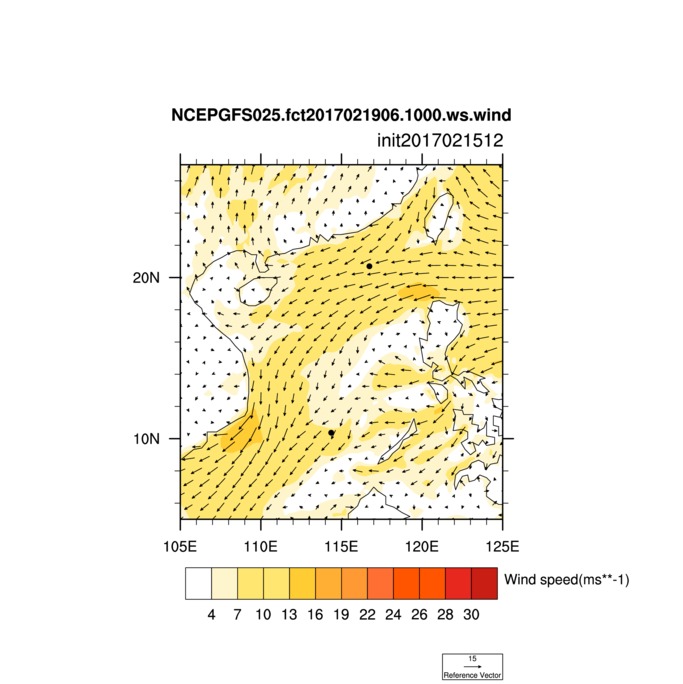 NCEPGFS025.fct2017021906.1000.ws.wind
init2017021512
20N
10N
105E 110E 115E 120E 125E
Wind speed(ms**-1)
4 7 10 13 16 19 22 24 26 28 30
15
Reference Vector